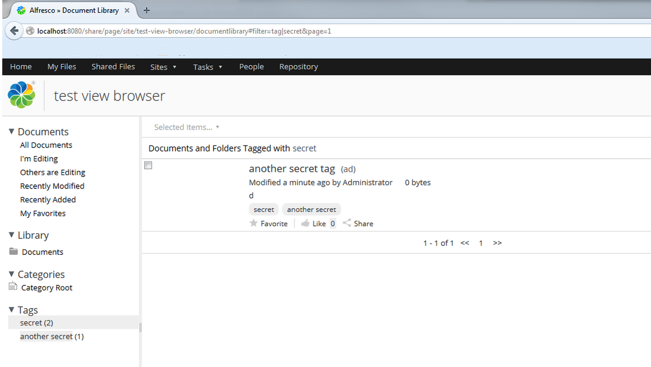 Alfresco » Document Library
localhost:8080/share/page/site/test-view-browser/documentlibrary#filter=tag|secret&page=1
Home My Files Shared Files Sites Tasks People Repository
test view browser
Documents
All Documents
I'm Editing
Others are Editing
Recently Modified
Recently Added
My Favorites
Library
Documents
Categories
Category Root
Tags
secret (2)
another secret (1)
Selected Items...
Documents and Folders Tagged with secret
another secret tag (ad)
Modified a minute ago by Administrator 0 bytes
d
secret another secret
Favorite Like 0 Share
1 - 1 of 1 << 1 >>